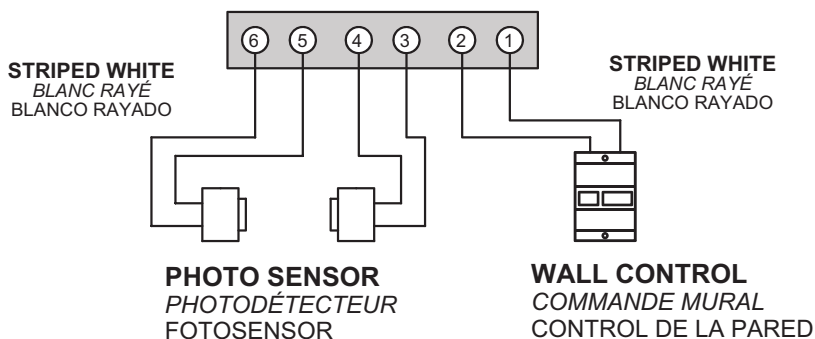 6 5 4 3 2 1
STRIPED WHITE
BLANC RAYÉ
BLANCO RAYADO
STRIPED WHITE
BLANC RAYÉ
BLANCO RAYADO
PHOTO SENSOR
PHOTODÉTECTEUR
FOTOSENSOR
WALL CONTROL
COMMANDE MURAL
CONTROL DE LA PARED